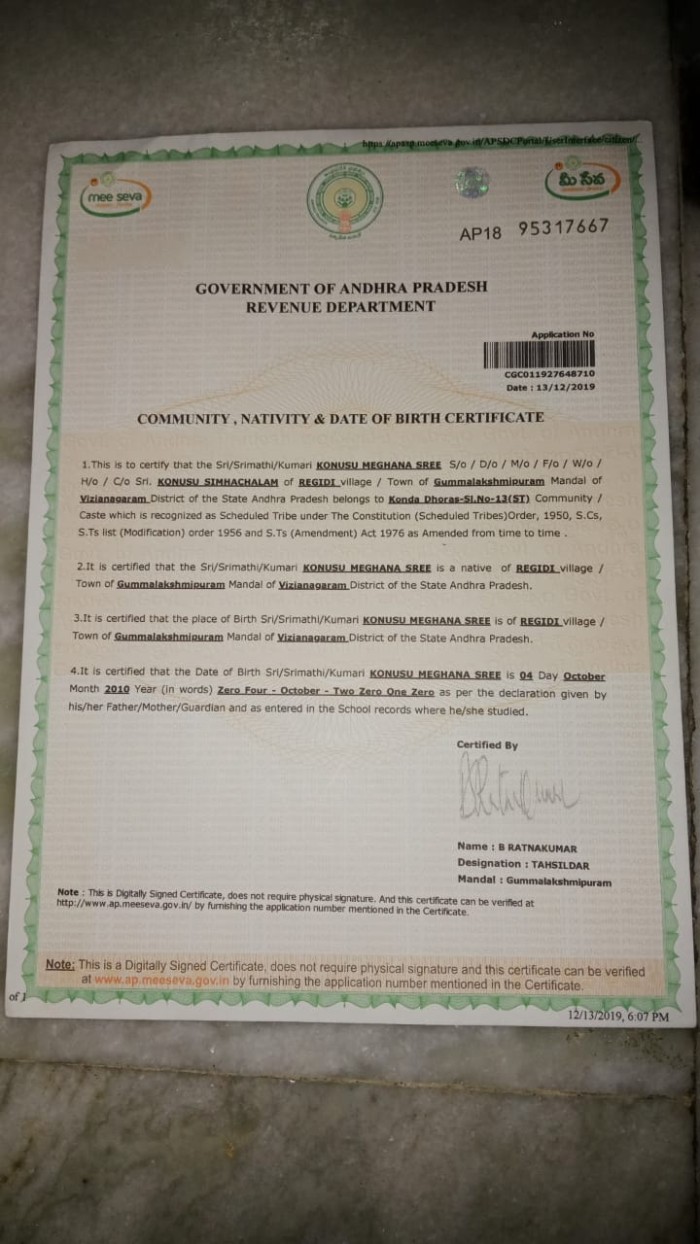 mee seva
మీ సేవ
AP18 95317667
GOVERNMENT OF ANDHRA PRADESH
REVENUE DEPARTMENT
Application No
CGC011927648710
Date : 13/12/2019
COMMUNITY , NATIVITY & DATE OF BIRTH CERTIFICATE
1.This is to certify that the Sri/Srimathi/Kumari KONUSU MEGHANA SREE S/o / D/o / M/o / F/o / W/o /
H/o / C/o Sri. KONUSU SIMHACHALAM of REGIDI village / Town of Gummalakshmipuram Mandal of
Vizianagaram District of the State Andhra Pradesh belongs to Konda Dhoras-Sl.No-13(ST) Community /
Caste which is recognized as Scheduled Tribe under The Constitution (Scheduled Tribes)Order, 1950, S.Cs,
S.Ts list (Modification) order 1956 and S.Ts (Amendment) Act 1976 as Amended from time to time .
2.It is certified that the Sri/Srimathi/Kumari KONUSU MEGHANA SREE is a native of REGIDI village /
Town of Gummalakshmipuram Mandal of Vizianagaram District of the State Andhra Pradesh.
3.It is certified that the place of Birth Sri/Srimathi/Kumari KONUSU MEGHANA SREE is of REGIDI village /
Town of Gummalakshmipuram Mandal of Vizianagaram District of the State Andhra Pradesh.
4.It is certified that the Date of Birth Sri/Srimathi/Kumari KONUSU MEGHANA SREE is 04 Day October
Month 2010 Year (in words) Zero Four - October - Two Zero One Zero as per the declaration given by
his/her Father/Mother/Guardian and as entered in the School records where he/she studied.
Certified By
Name : B RATNAKUMAR
Designation : TAHSILDAR
Mandal : Gummalakshmipuram
Note : This is Digitally Signed Certificate, does not require physical signature. And this certificate can be verified at
http://www.ap.meeseva.gov.in/ by furnishing the application number mentioned in the Certificate.
Note: This is a Digitally Signed Certificate, does not require physical signature and this certificate can be verified
at www.ap.meeseva.gov.in by furnishing the application number mentioned in the Certificate.
of 1
12/13/2019, 6:07 PM